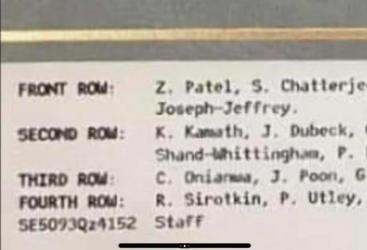 FRONT ROW: Z. Patel, S. Chatterje
Joseph-Jeffrey.
SECOND ROW: K. Kamath, J. Dubeck,
Shand-Whittingham, P.
THIRD ROW: C. Onianwa, J. Poon, G
FOURTH ROW: R. Sirotkin, P. Utley,
SE5093Qz4152 Staff